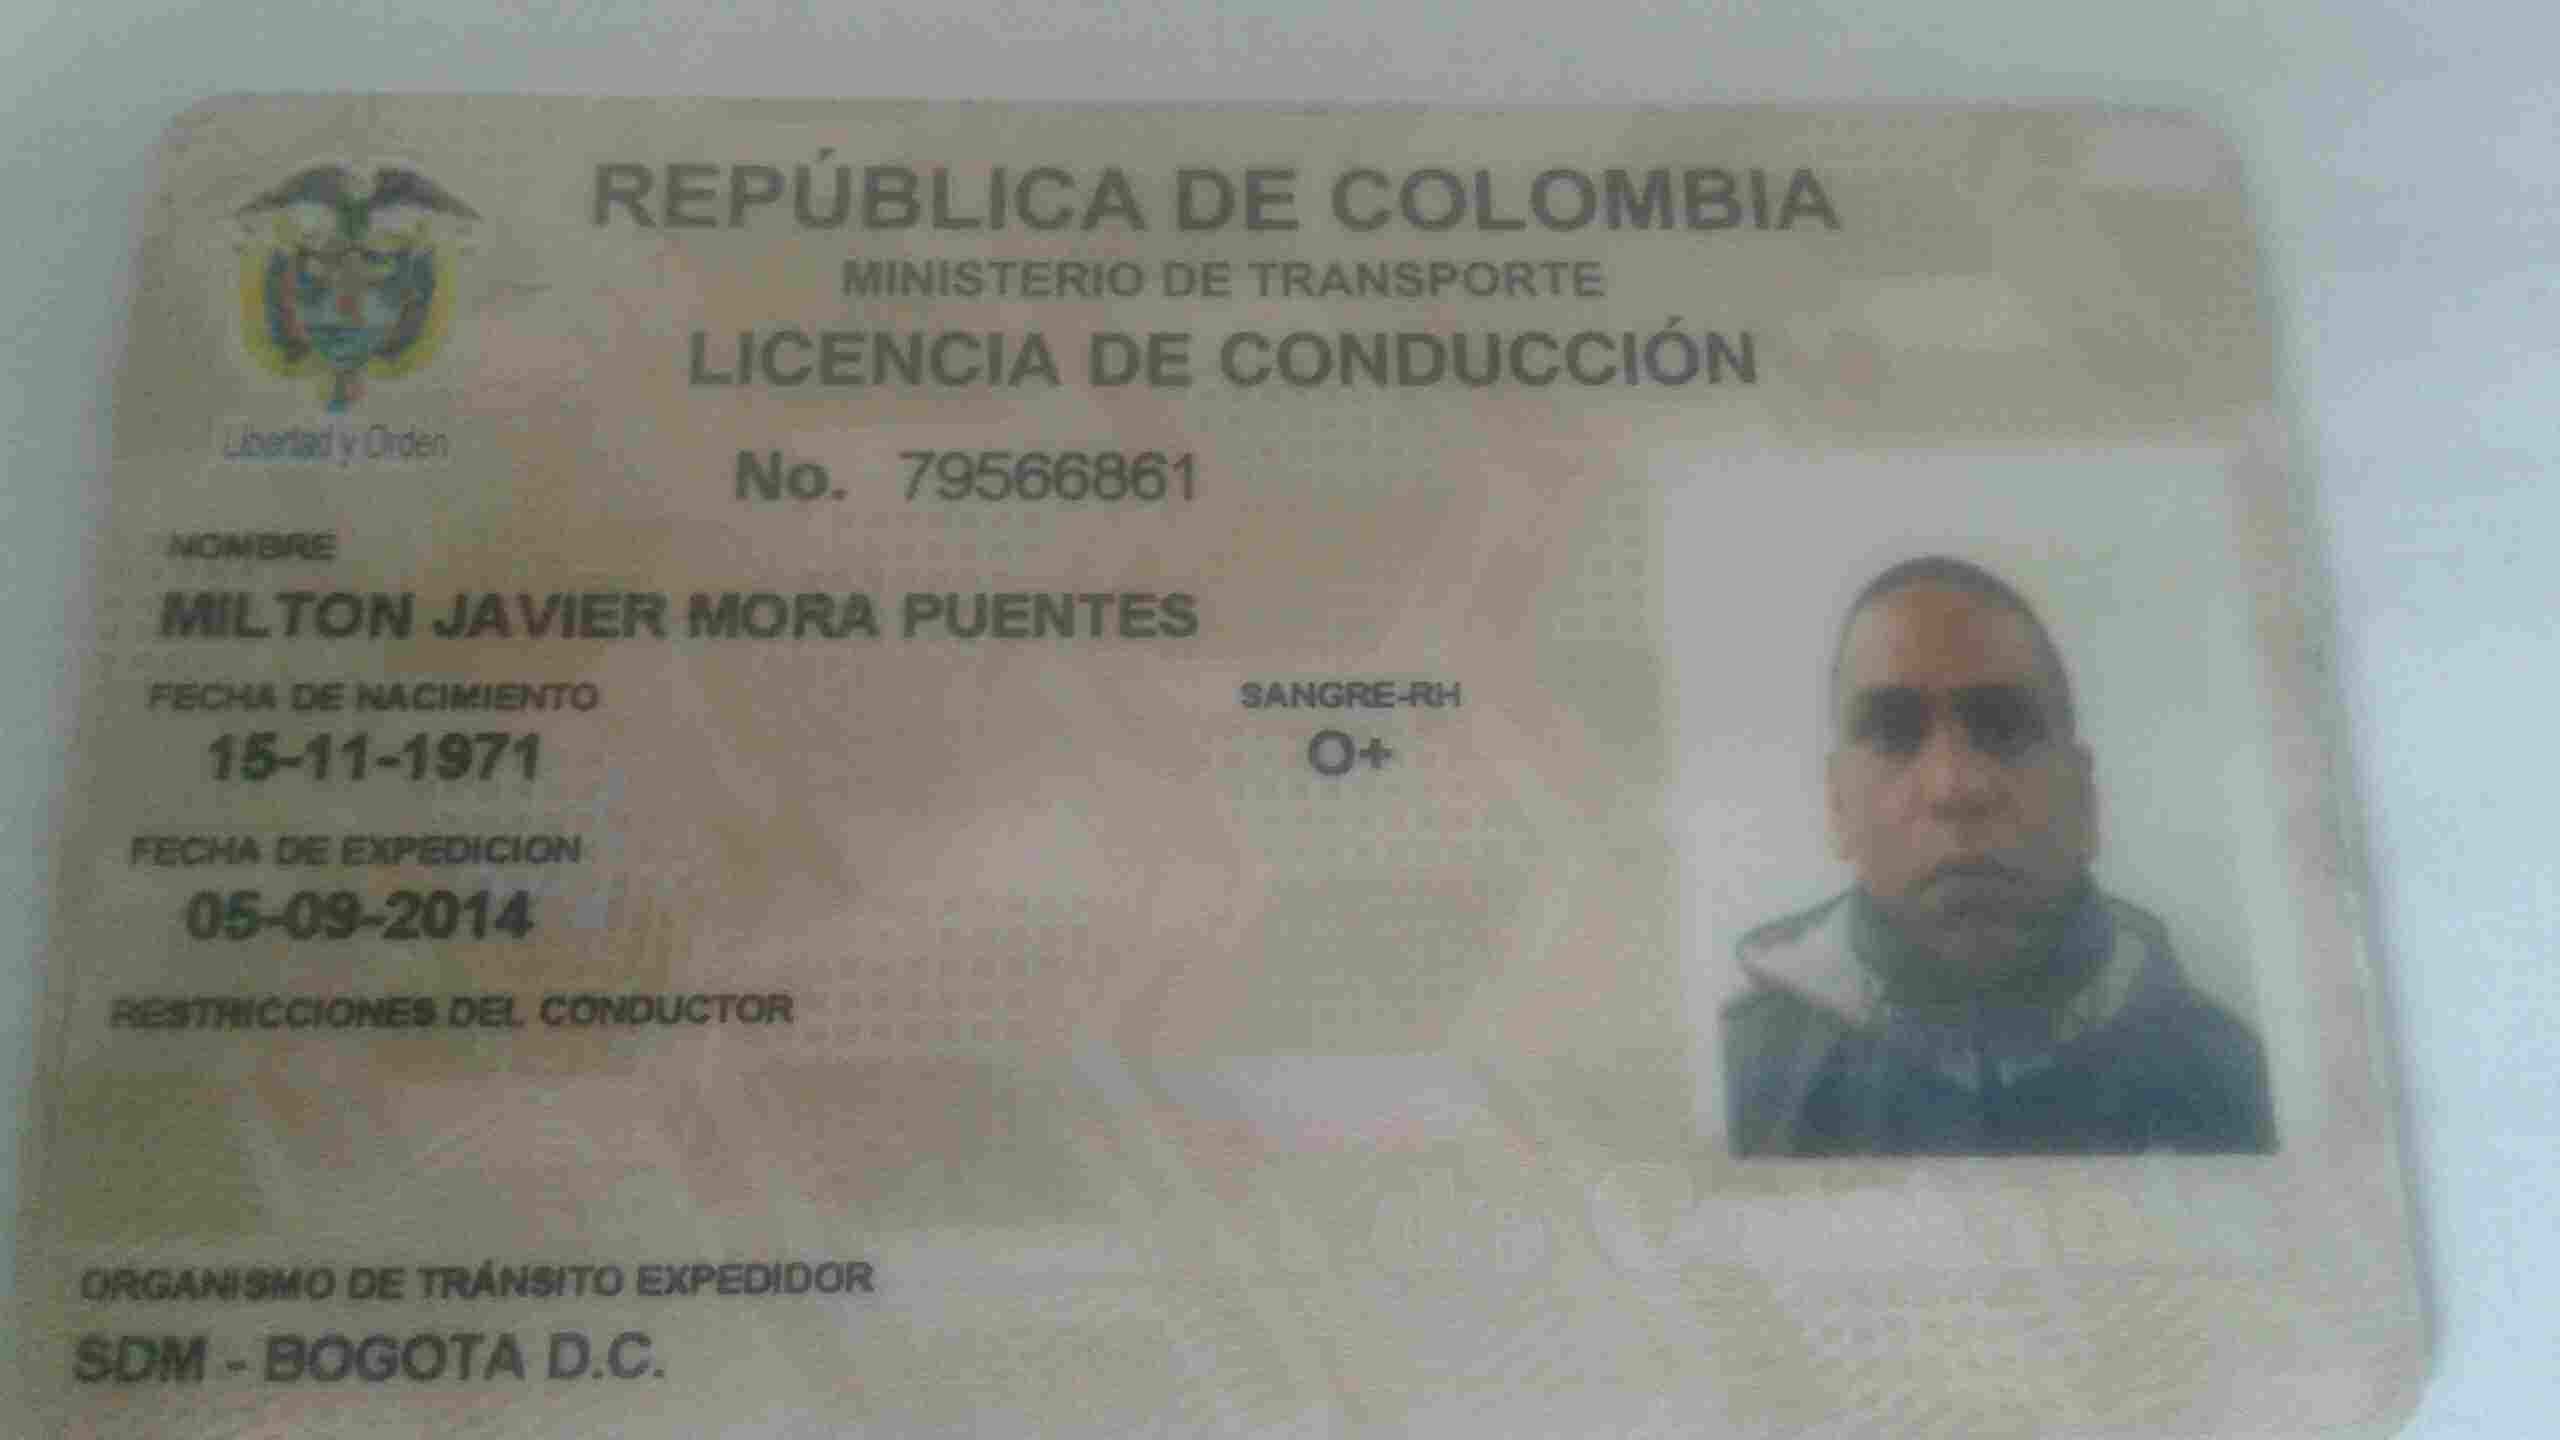 REPÚBLICA DE COLOMBIA
MINISTERIO DE TRANSPORTE
LICENCIA DE CONDUCCIÓN
Libertad y Orden
No. 79566861
NOMBRE
MILTON JAVIER MORA PUENTES
FECHA DE NACIMIENTO
15-11-1971
SANGRE-RH
O+
FECHA DE EXPEDICION
05-09-2014
RESTRICCIONES DEL CONDUCTOR
ORGANISMO DE TRÁNSITO EXPEDIDOR
SDM - BOGOTA D.C.